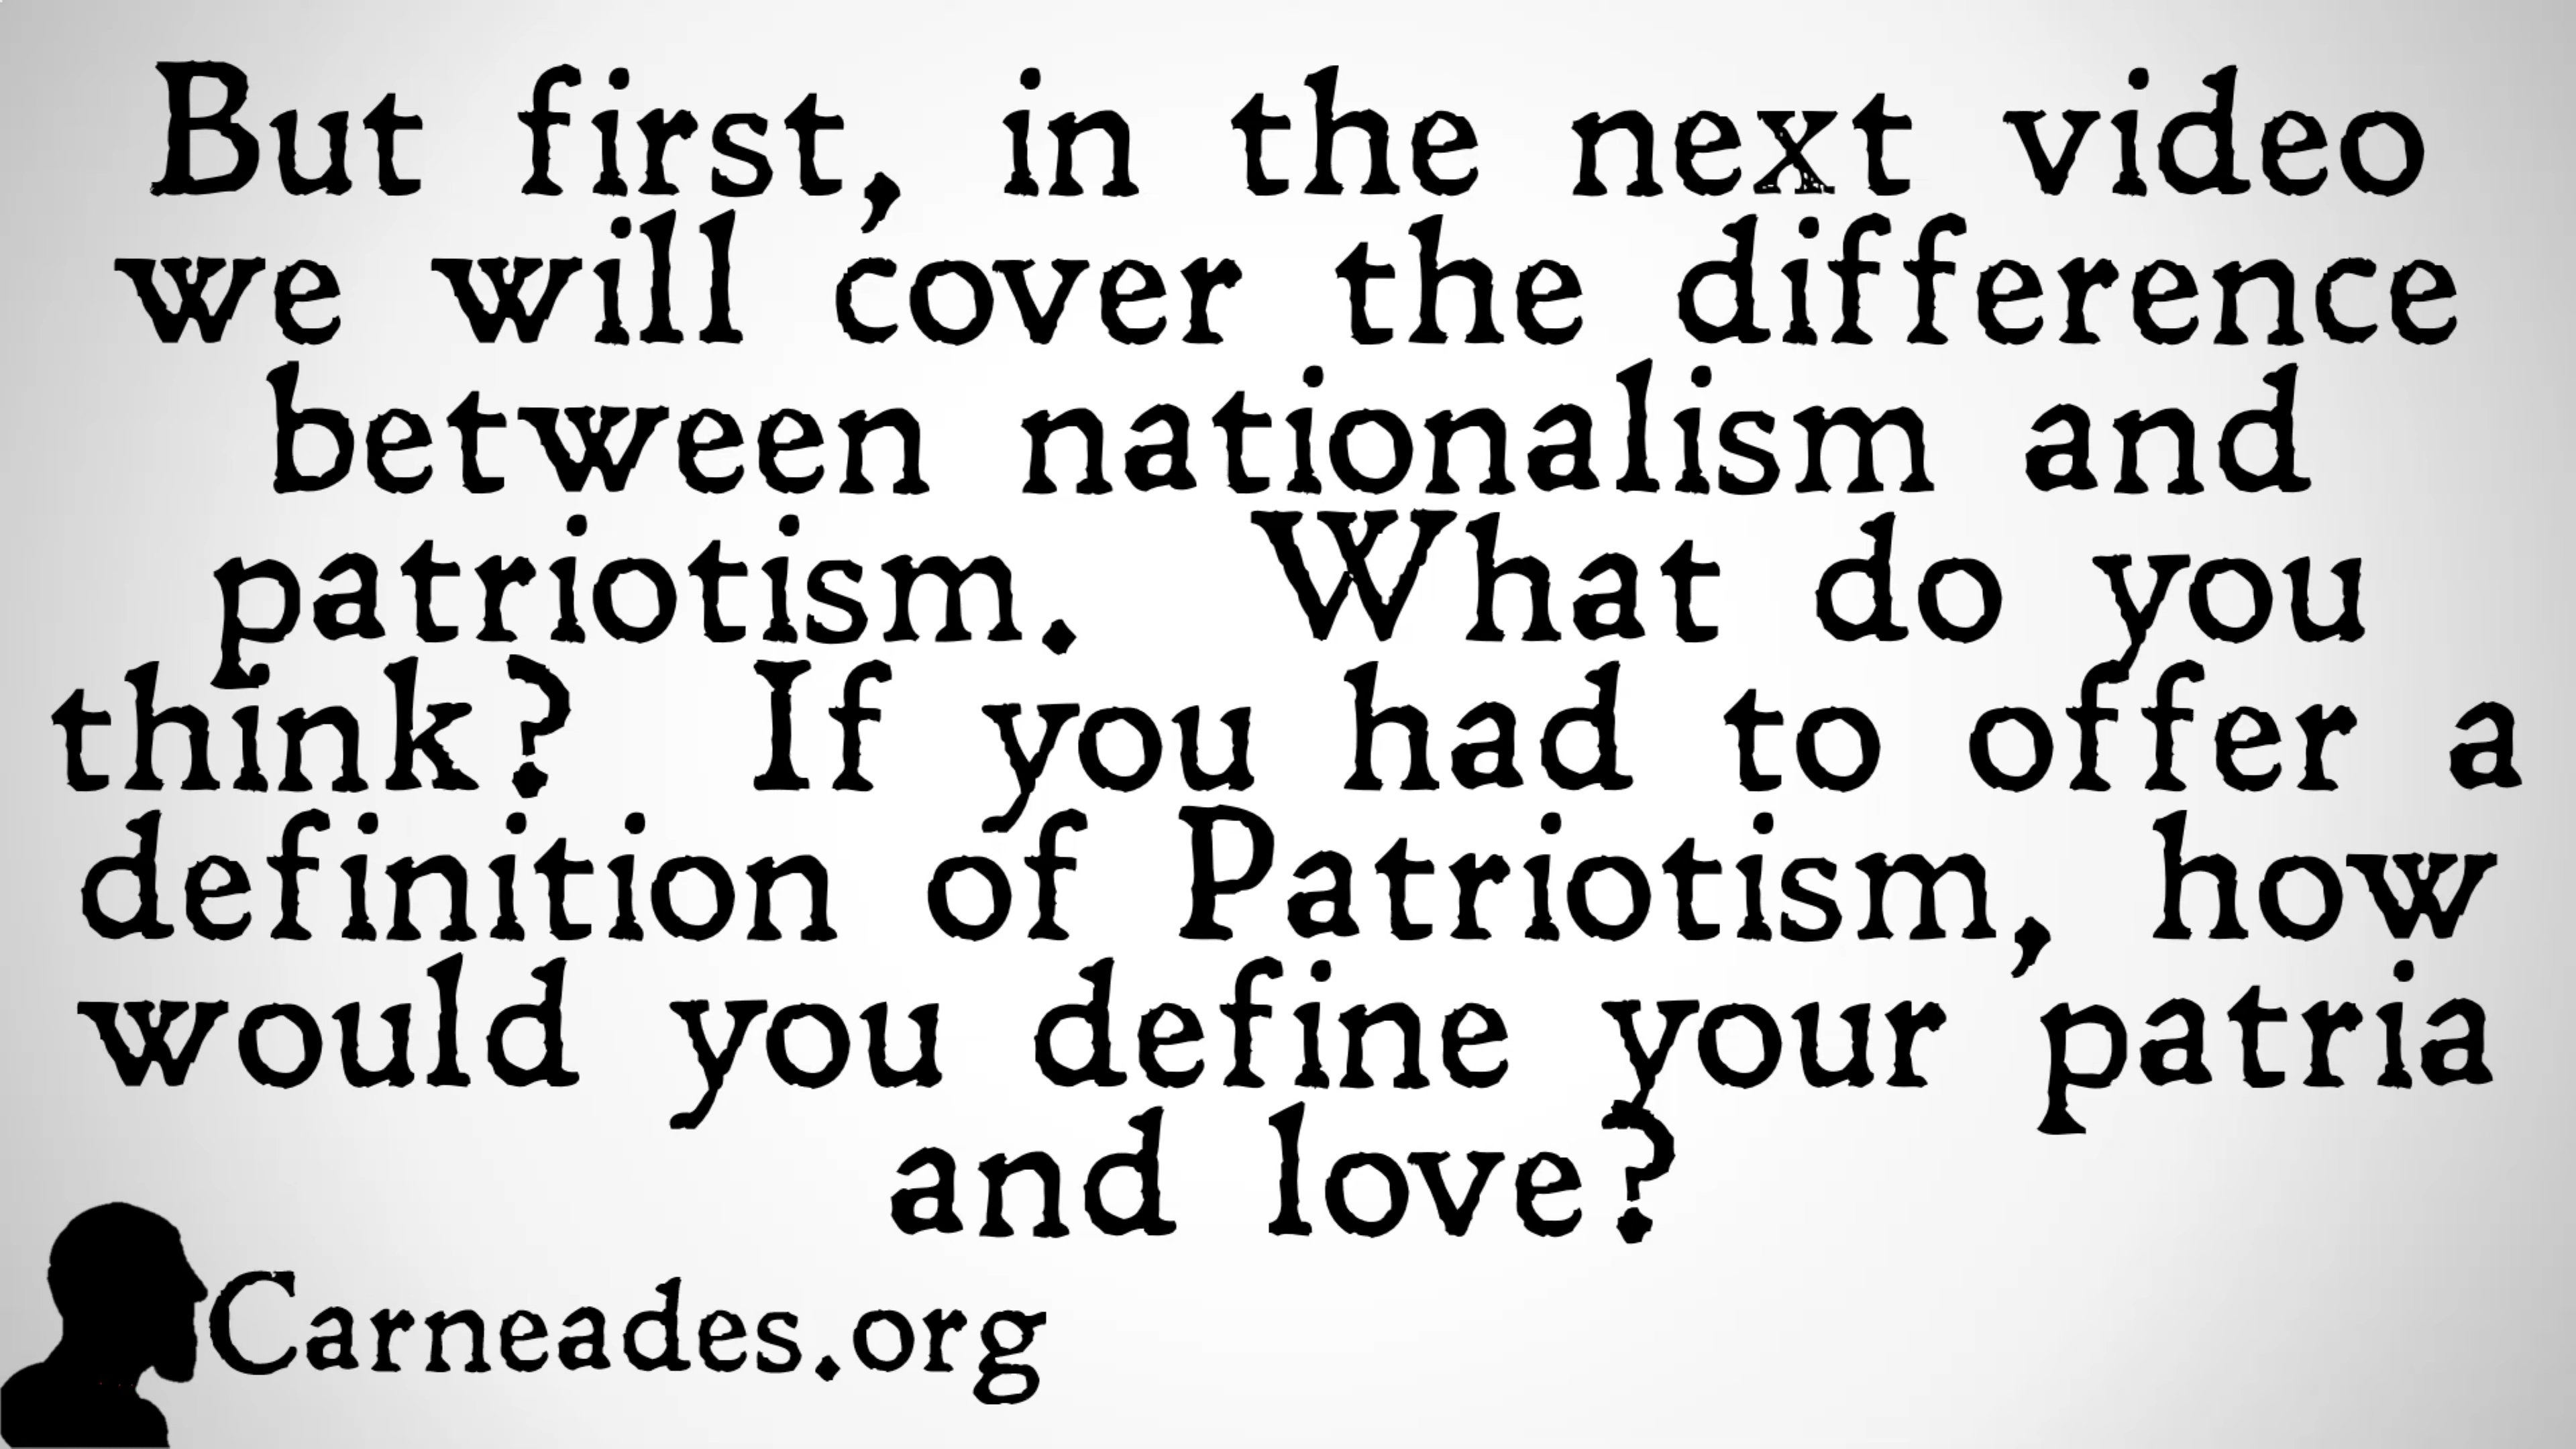 But first, in the next video
we will cover the difference
between nationalism and
patriotism. What do you
think? If you had to offer a
definition of Patriotism, how
would you define your patria
and love?
Carneades.org